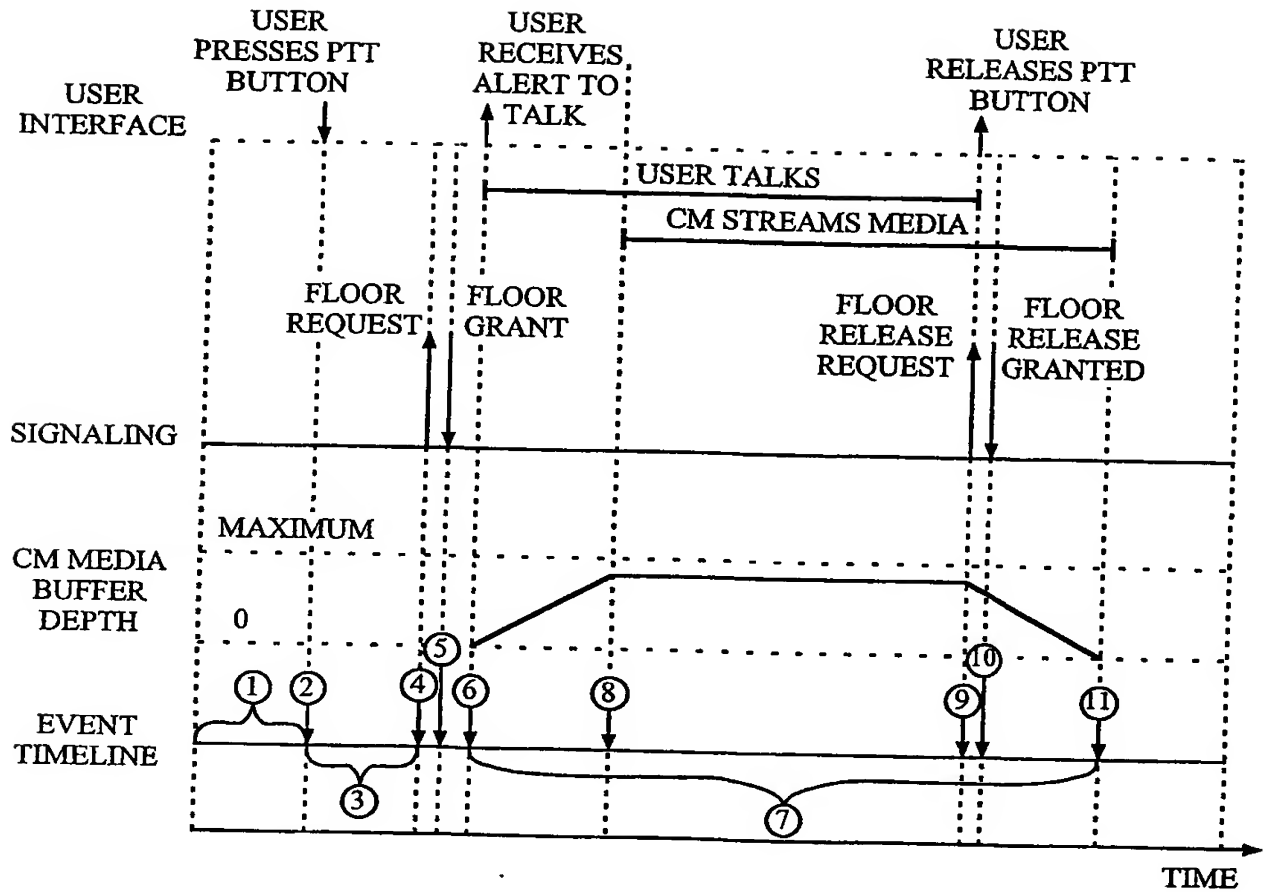 USER
PRESSES PTT
BUTTON
USER
RECEIVES
ALERT TO
TALK
USER
RELEASES PTT
BUTTON
USER
INTERFACE
USER TALKS
CM STREAMS MEDIA
FLOOR
REQUEST
FLOOR
GRANT
FLOOR
RELEASE
REQUEST
FLOOR
RELEASE
GRANTED
SIGNALING
MAXIMUM
CM MEDIA
BUFFER
DEPTH
0
1
2
3
4
5
6
7
8
9
10
11
EVENT
TIMELINE
TIME